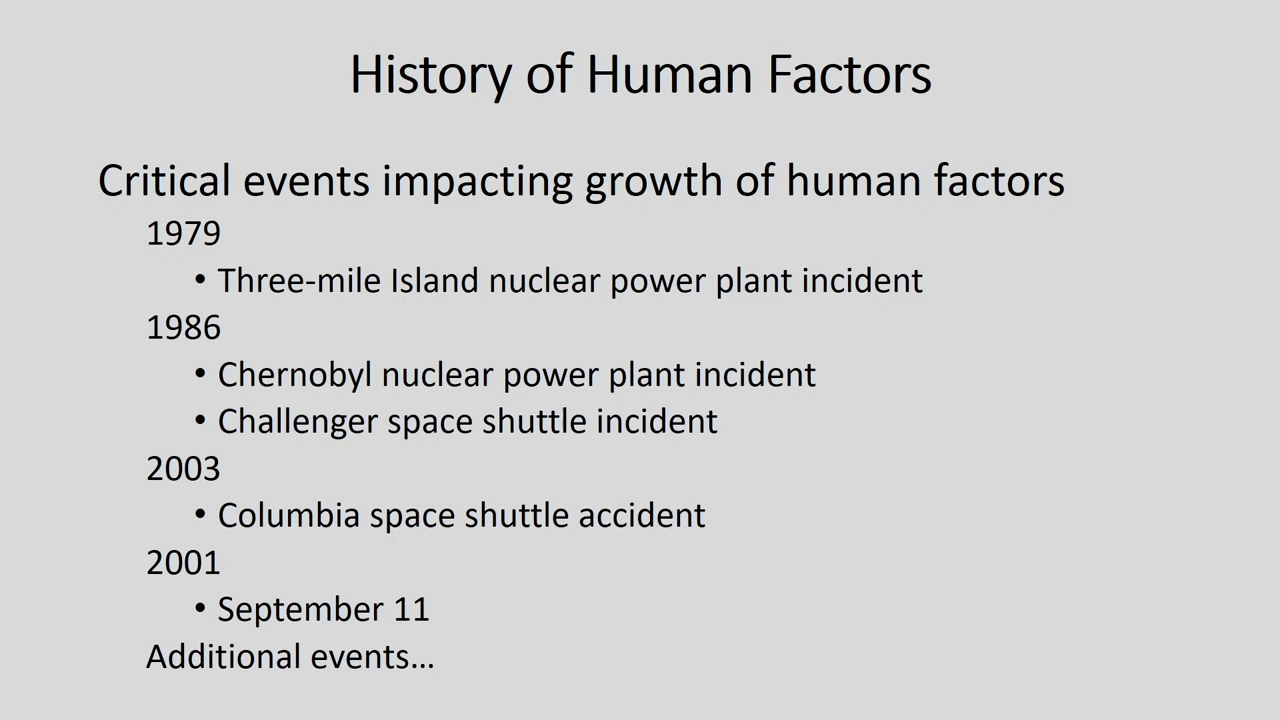 History of Human Factors
Critical events impacting growth of human factors
1979
• Three-mile Island nuclear power plant incident
1986
• Chernobyl nuclear power plant incident
• Challenger space shuttle incident
2003
• Columbia space shuttle accident
2001
• September 11
Additional events…